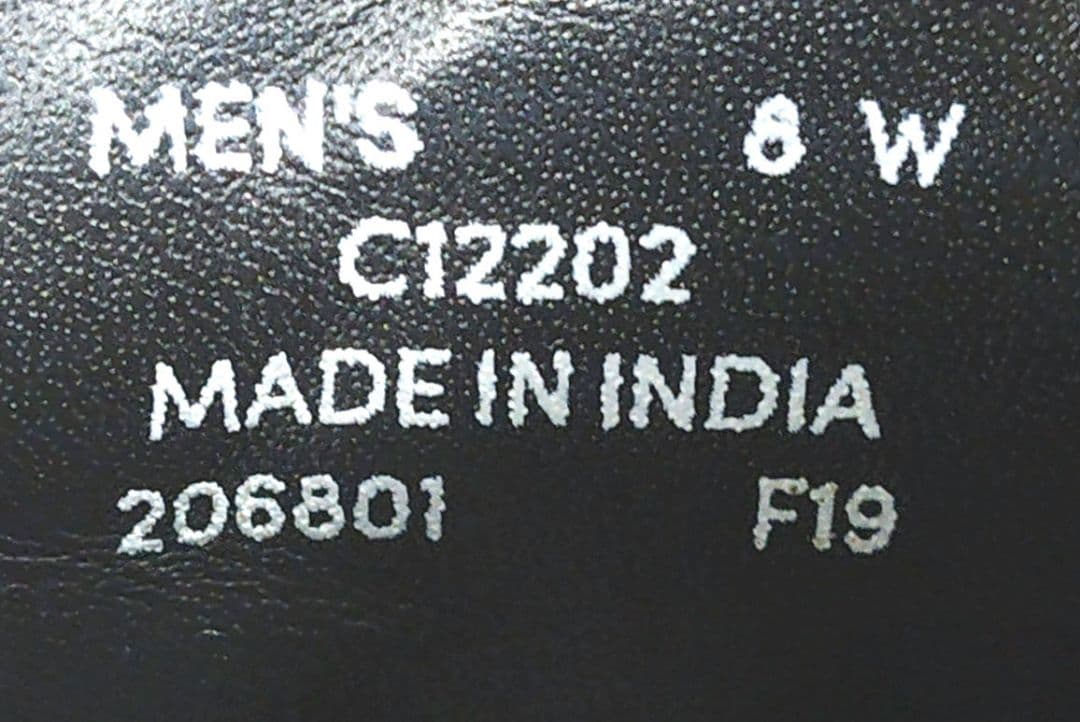 MEN'S 8 W
C12202
MADE IN INDIA
206801 F19